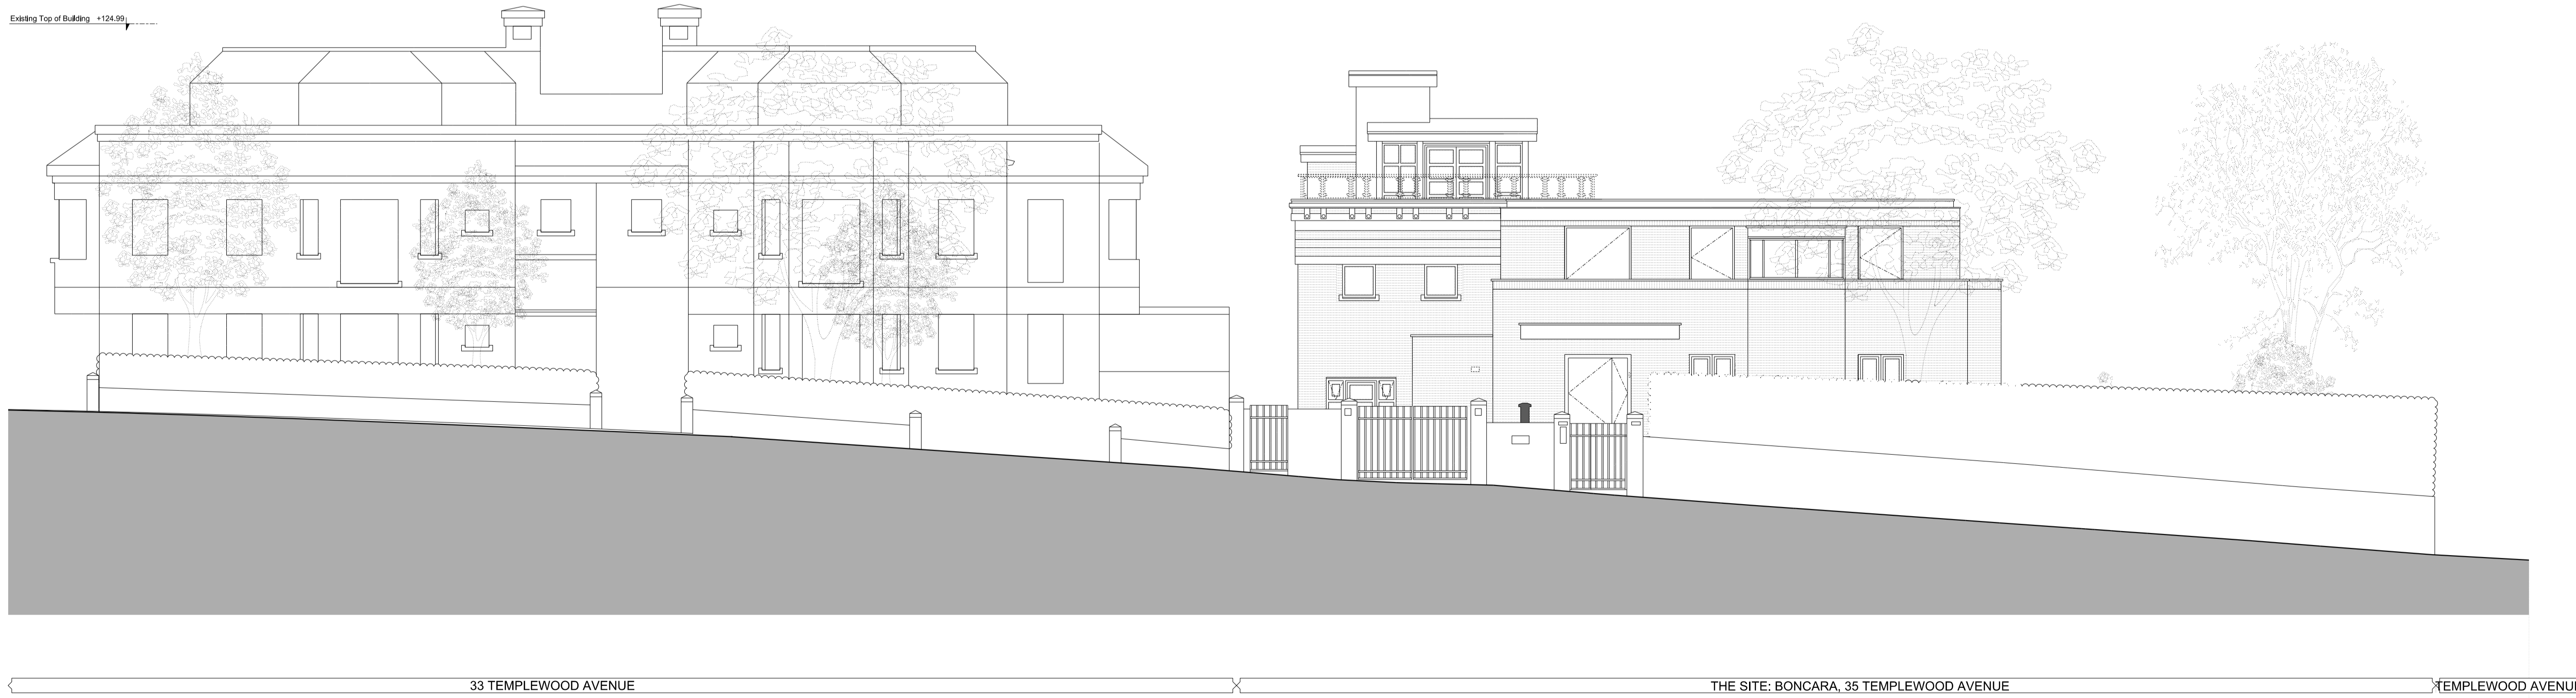 Existing Top of Building +124.99
33 TEMPLEWOOD AVENUE
THE SITE: BONCARA, 35 TEMPLEWOOD AVENUE
TEMPLEWOOD AVENU